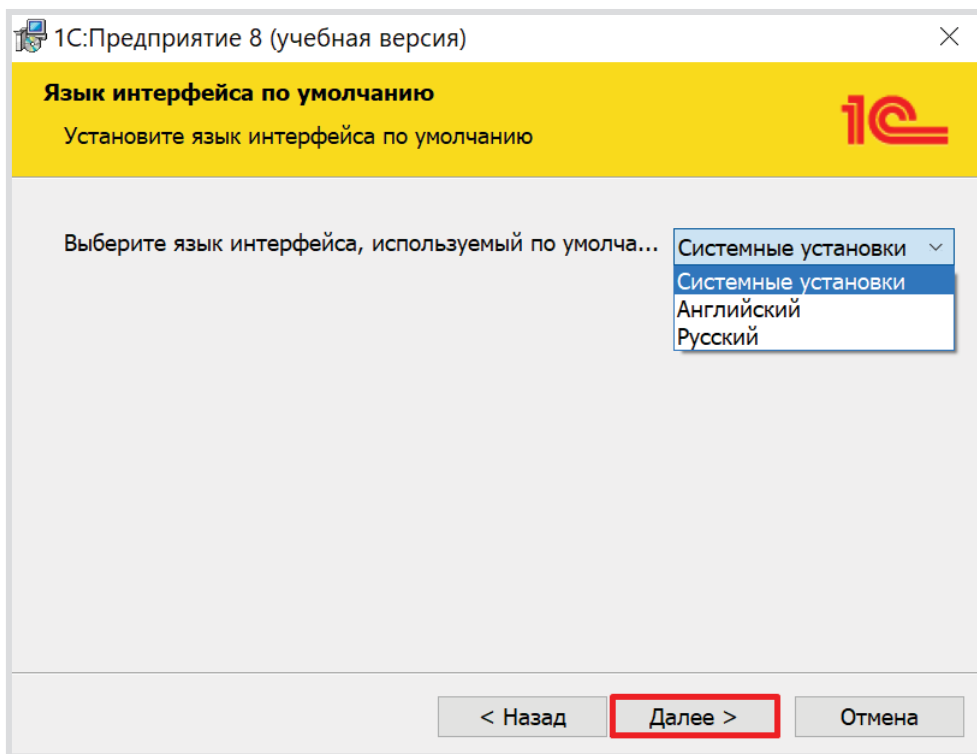 1С:Предприятие 8 (учебная версия)
Язык интерфейса по умолчанию
Установите язык интерфейса по умолчанию
1С
Выберите язык интерфейса, используемый по умолча... Системные установки
Системные установки
Английский
Русский
< Назад Далее > Отмена